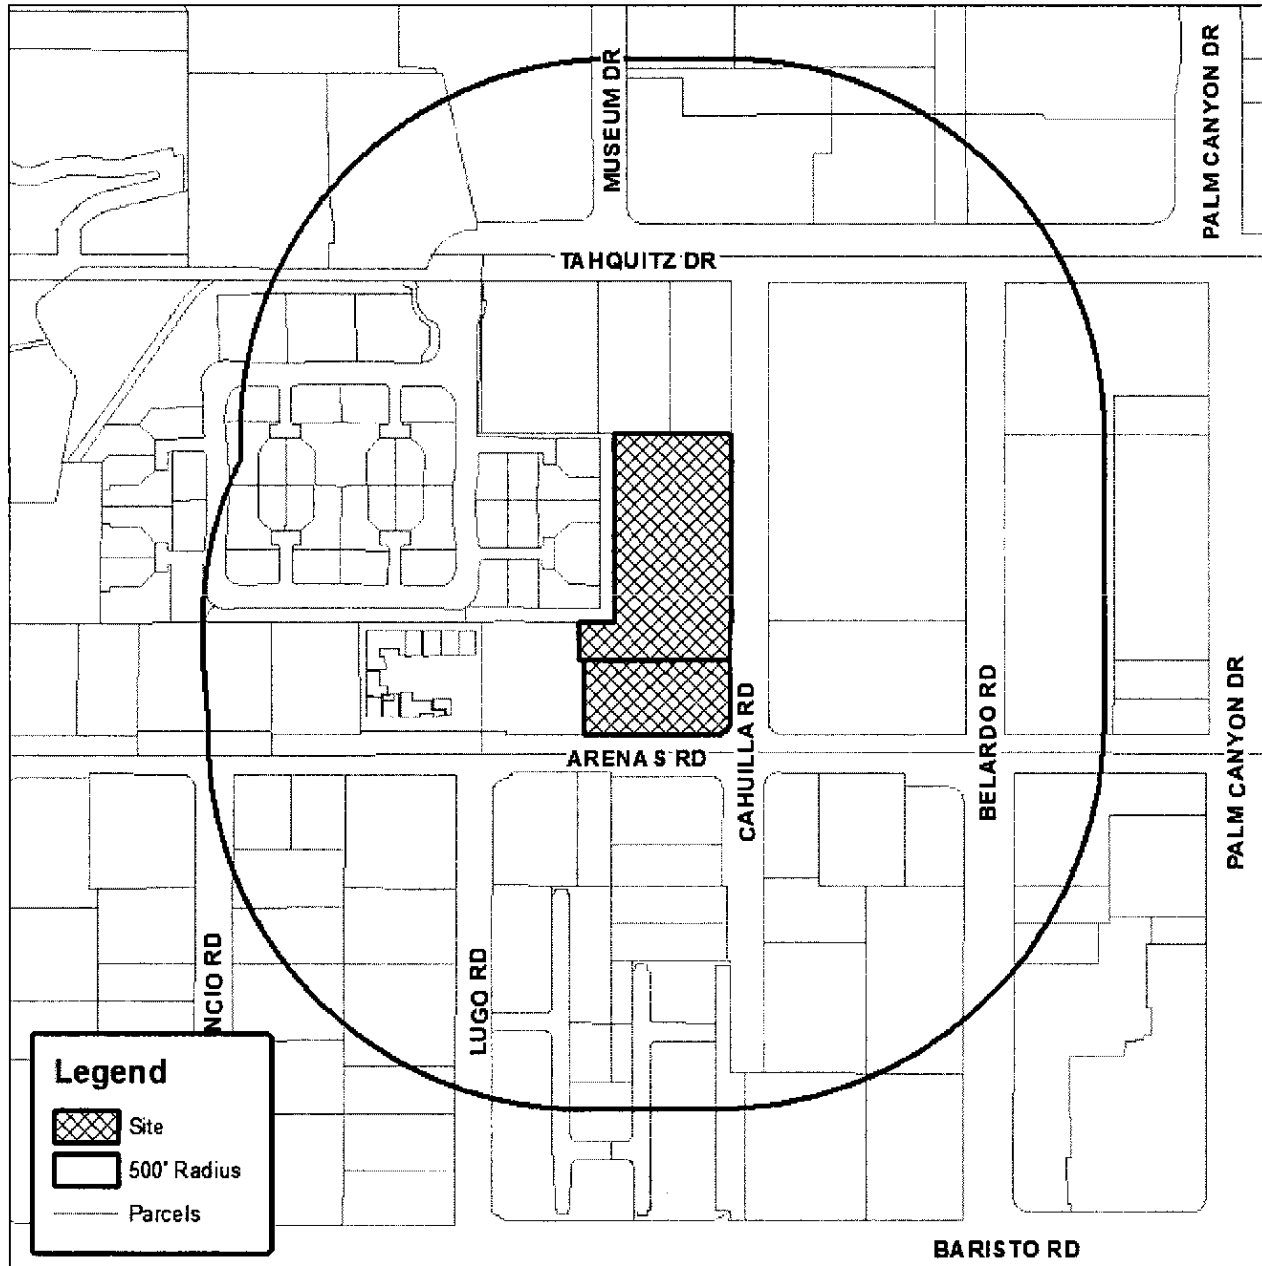 MUSEUM DR
PALM CANYON DR
TAHQUITZ DR
BELARDO RD
CAHUILLA RD
PALM CANYON DR
ARENAS RD
LUGO RD
NCIO RD
Legend
Site
500' Radius
Parcels
BARISTO RD